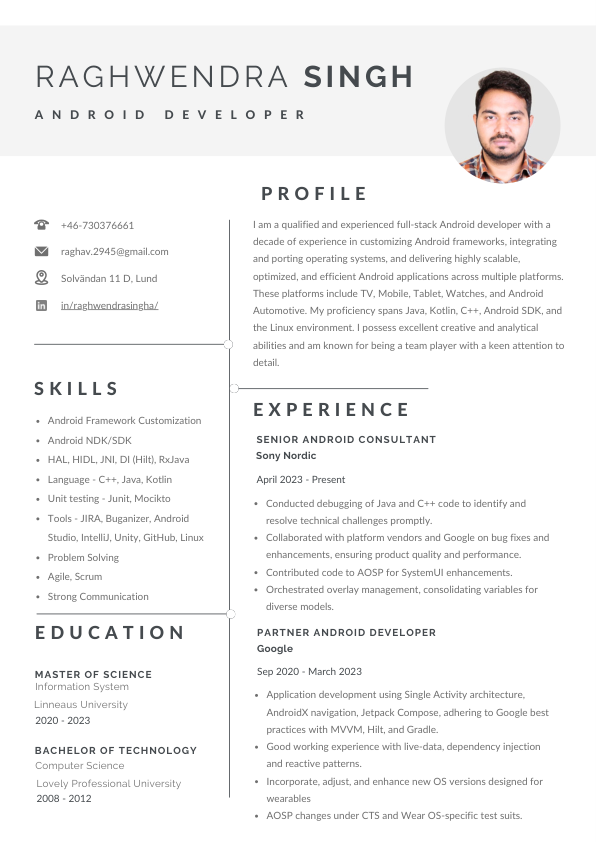 RAGHWENDRA SINGH
ANDROID DEVELOPER
+46-730376661
raghav.2945@gmail.com
Solvändan 11 D, Lund
in/raghwendrasingha/
SKILLS
• Android Framework Customization
• Android NDK/SDK
• HAL, HIDL, JNI, DI (Hilt), RxJava
• Language - C++, Java, Kotlin
• Unit testing - Junit, Mocikto
• Tools - JIRA, Buganizer, Android
Studio, IntelliJ, Unity, GitHub, Linux
• Problem Solving
• Agile, Scrum
• Strong Communication
EDUCATION
MASTER OF SCIENCE
Information System
Linneaus University
2020 - 2023
BACHELOR OF TECHNOLOGY
Computer Science
Lovely Professional University
2008 - 2012
PROFILE
I am a qualified and experienced full-stack Android developer with a
decade of experience in customizing Android frameworks, integrating
and porting operating systems, and delivering highly scalable,
optimized, and efficient Android applications across multiple platforms.
These platforms include TV, Mobile, Tablet, Watches, and Android
Automotive. My proficiency spans Java, Kotlin, C++, Android SDK, and
the Linux environment. I possess excellent creative and analytical
abilities and am known for being a team player with a keen attention to
detail.
EXPERIENCE
SENIOR ANDROID CONSULTANT
Sony Nordic
April 2023 - Present
• Conducted debugging of Java and C++ code to identify and
resolve technical challenges promptly.
• Collaborated with platform vendors and Google on bug fixes and
enhancements, ensuring product quality and performance.
• Contributed code to AOSP for SystemUI enhancements.
• Orchestrated overlay management, consolidating variables for
diverse models.
PARTNER ANDROID DEVELOPER
Google
Sep 2020 - March 2023
• Application development using Single Activity architecture,
AndroidX navigation, Jetpack Compose, adhering to Google best
practices with MVVM, Hilt, and Gradle.
• Good working experience with live-data, dependency injection
and reactive patterns.
• Incorporate, adjust, and enhance new OS versions designed for
wearables
• AOSP changes under CTS and Wear OS-specific test suits.